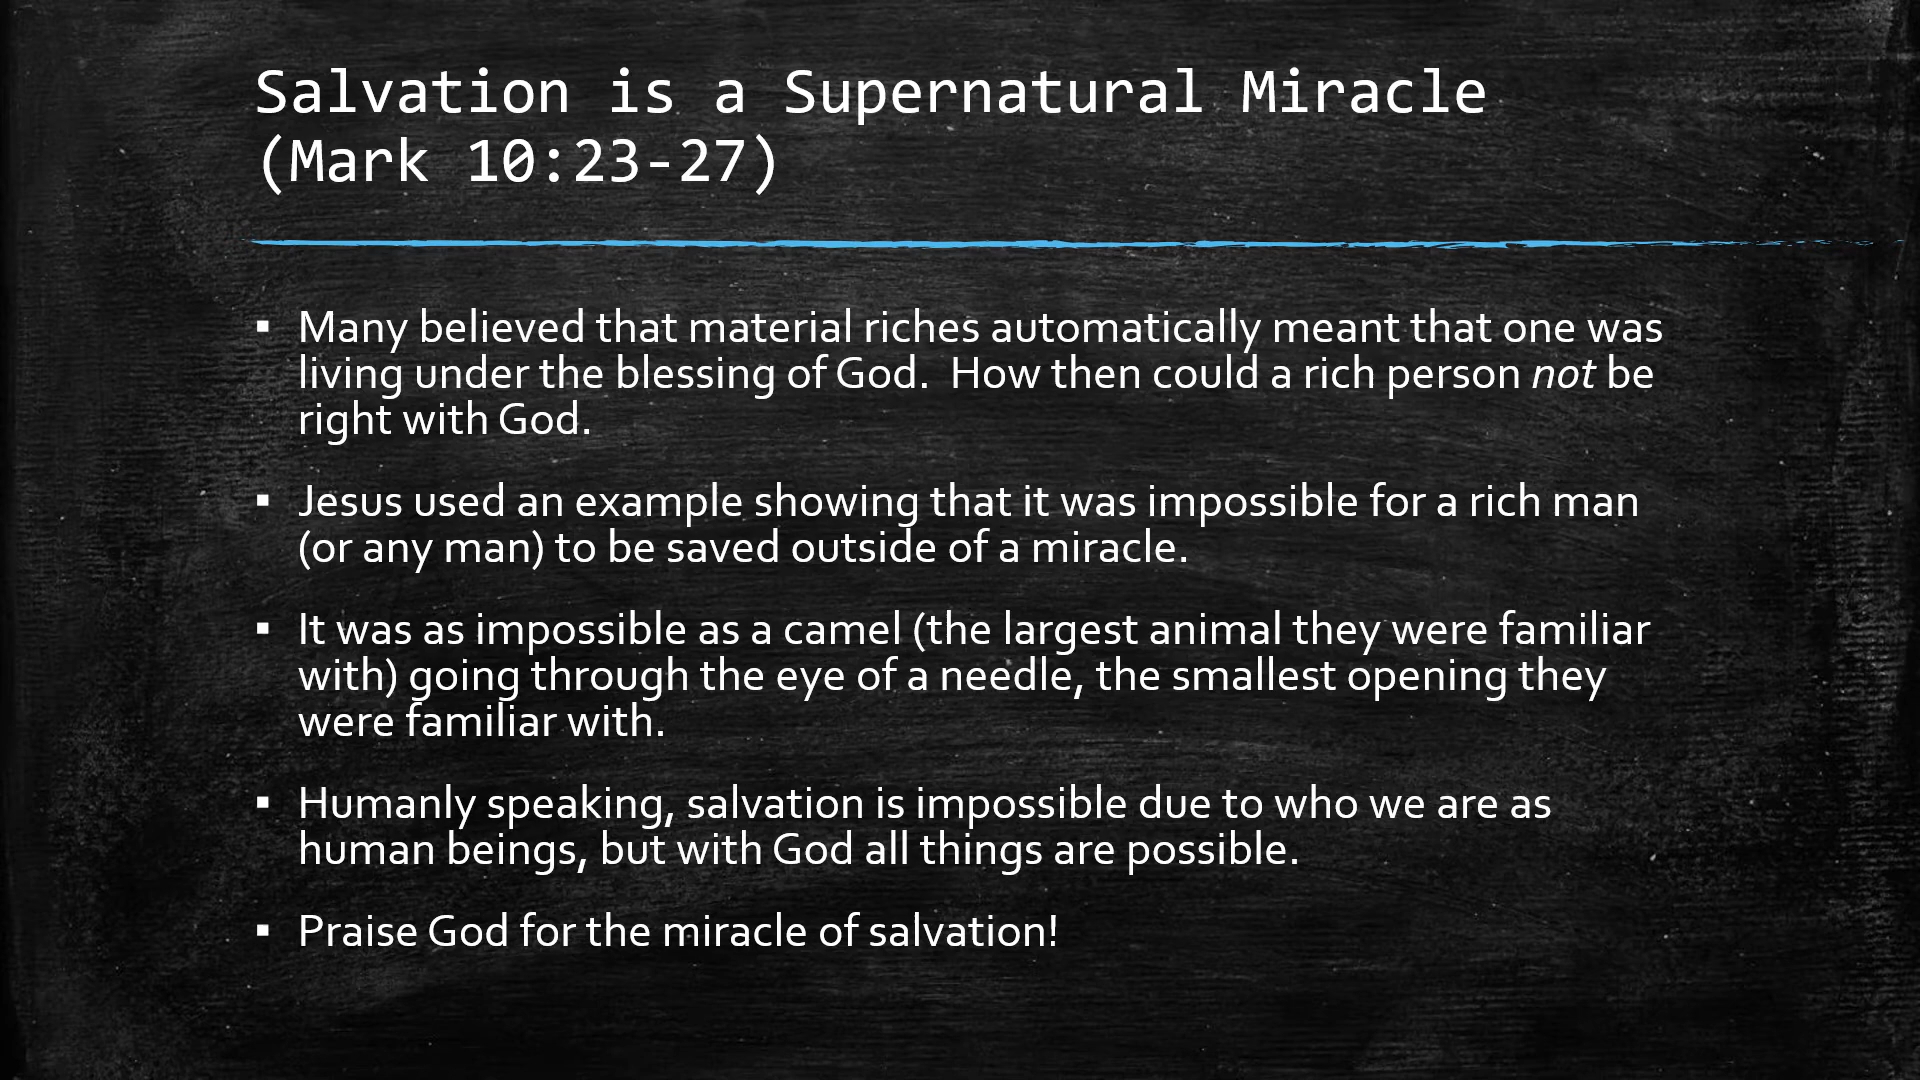 Salvation is a Supernatural Miracle
(Mark 10:23-27)
▪ Many believed that material riches automatically meant that one was
living under the blessing of God.  How then could a rich person not be
right with God.
▪ Jesus used an example showing that it was impossible for a rich man
(or any man) to be saved outside of a miracle.
▪ It was as impossible as a camel (the largest animal they were familiar
with) going through the eye of a needle, the smallest opening they
were familiar with.
▪ Humanly speaking, salvation is impossible due to who we are as
human beings, but with God all things are possible.
▪ Praise God for the miracle of salvation!